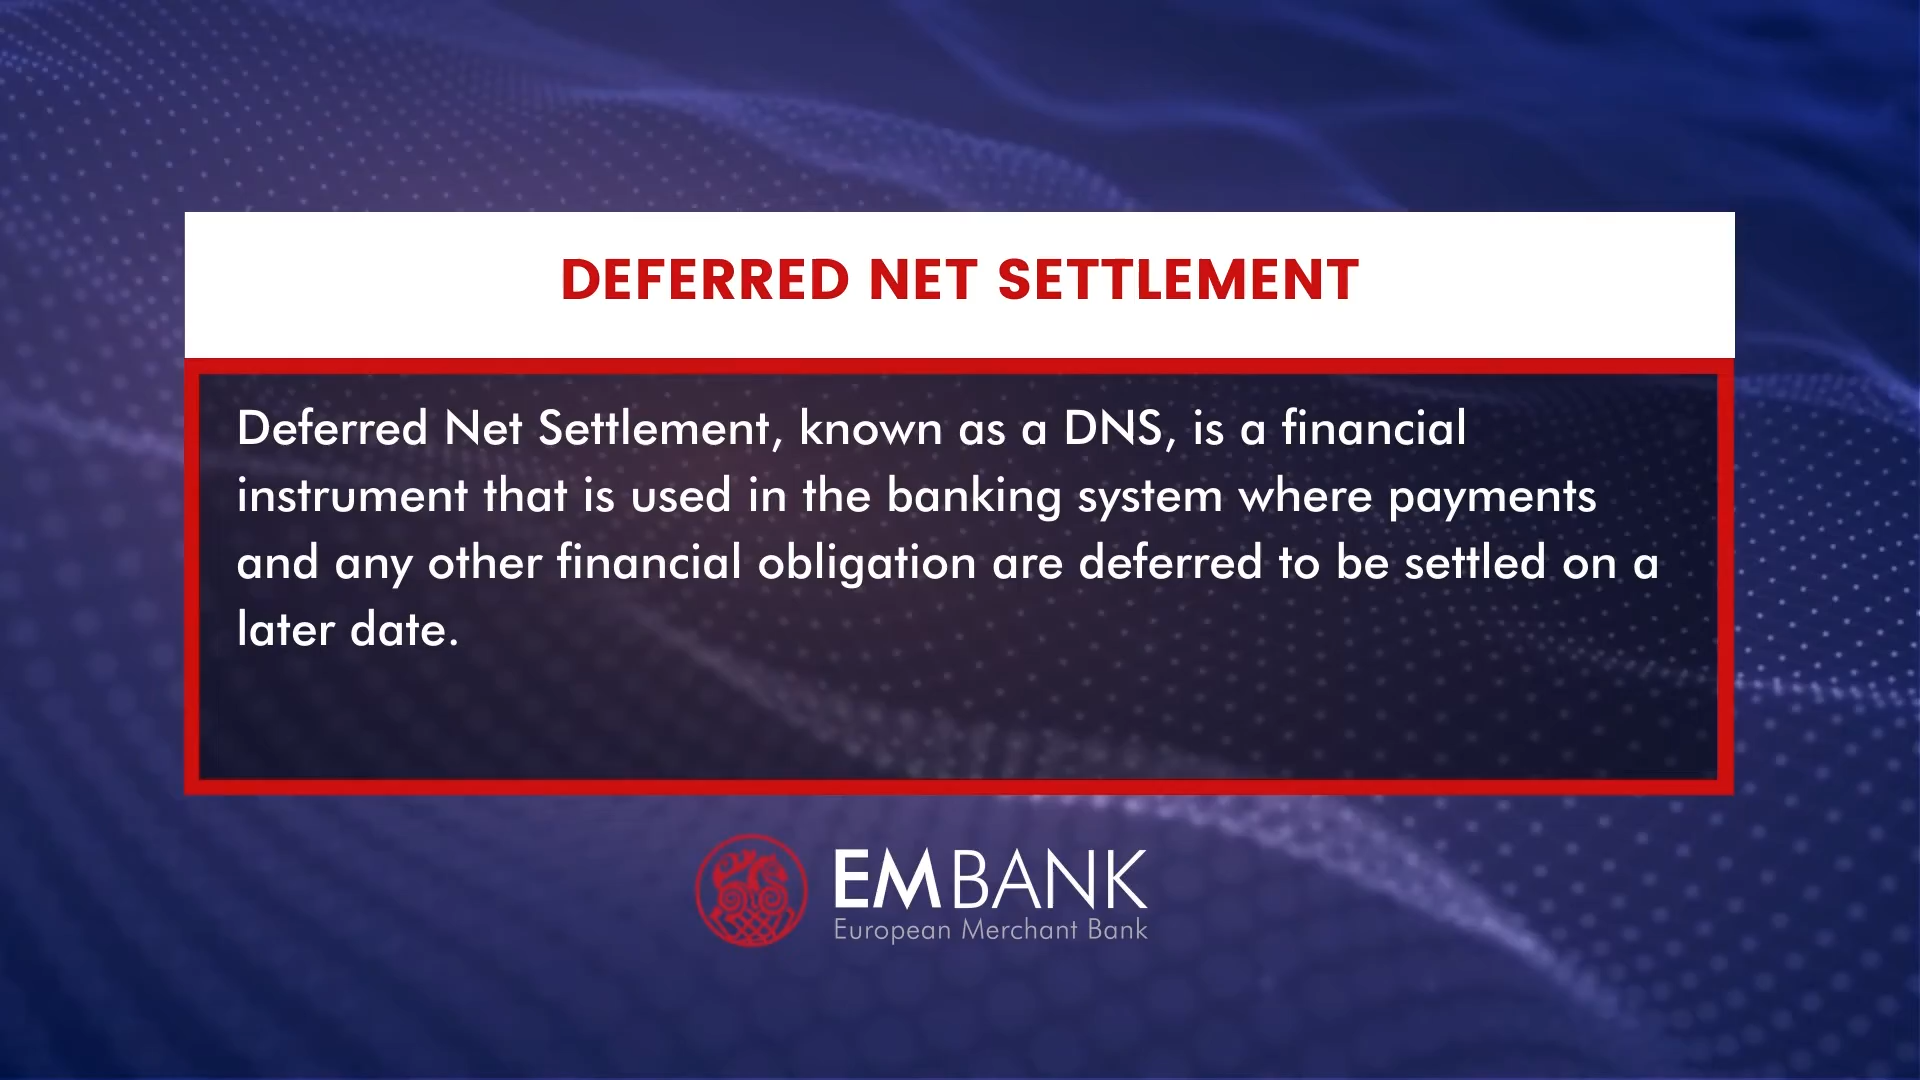 DEFERRED NET SETTLEMENT
Deferred Net Settlement, known as a DNS, is a financial
instrument that is used in the banking system where payments
and any other financial obligation are deferred to be settled on a
later date.
EMBANK
European Merchant Bank